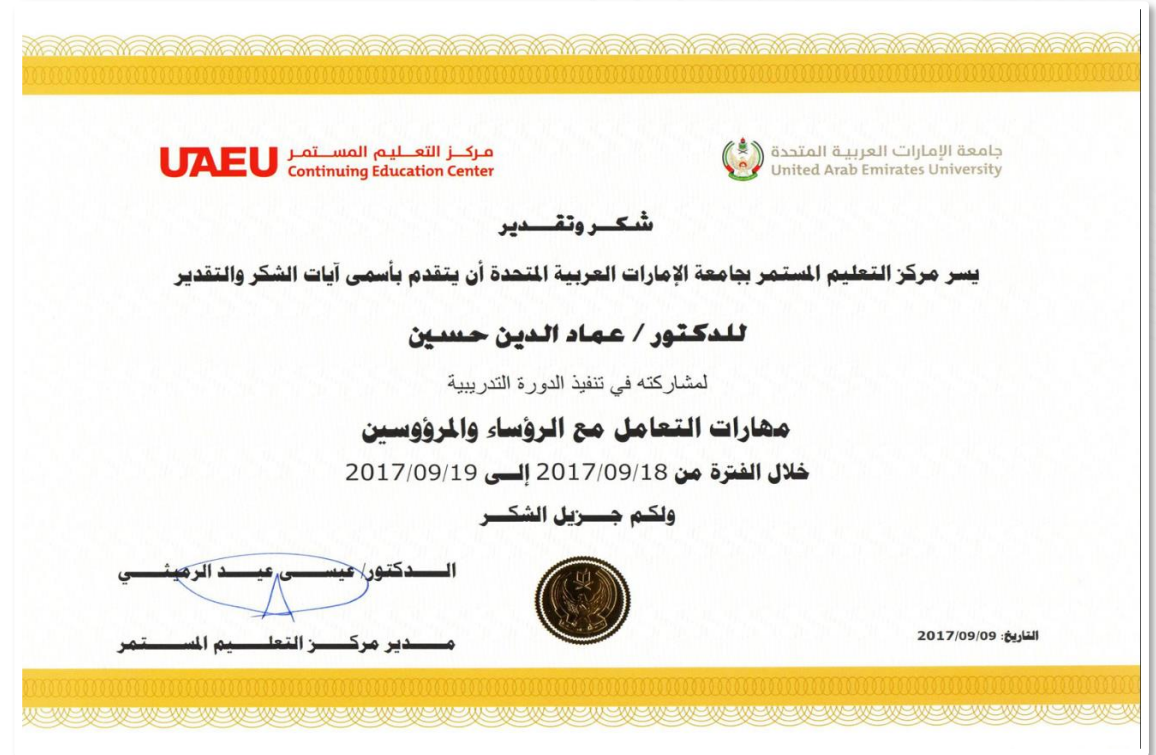 جامعة الإمارات العربية المتحدة
United Arab Emirates University
UAEU
مركز التعليم المستمر
Continuing Education Center
شكر وتقدير
يسر مركز التعليم المستمر بجامعة الإمارات العربية المتحدة أن يتقدم بأسمى آيات الشكر والتقدير
للدكتور / عماد الدين حسين
لمشاركته في تنفيذ الدورة التدريبية
مهارات التعامل مع الرؤساء والمرؤوسين
خلال الفترة من 2017/09/18 إلى 2017/09/19
ولكم جزيل الشكر
الدكتور/ عيسى عيد الرميثي
مدير مركز التعليم المستمر
التاريخ: 2017/09/09